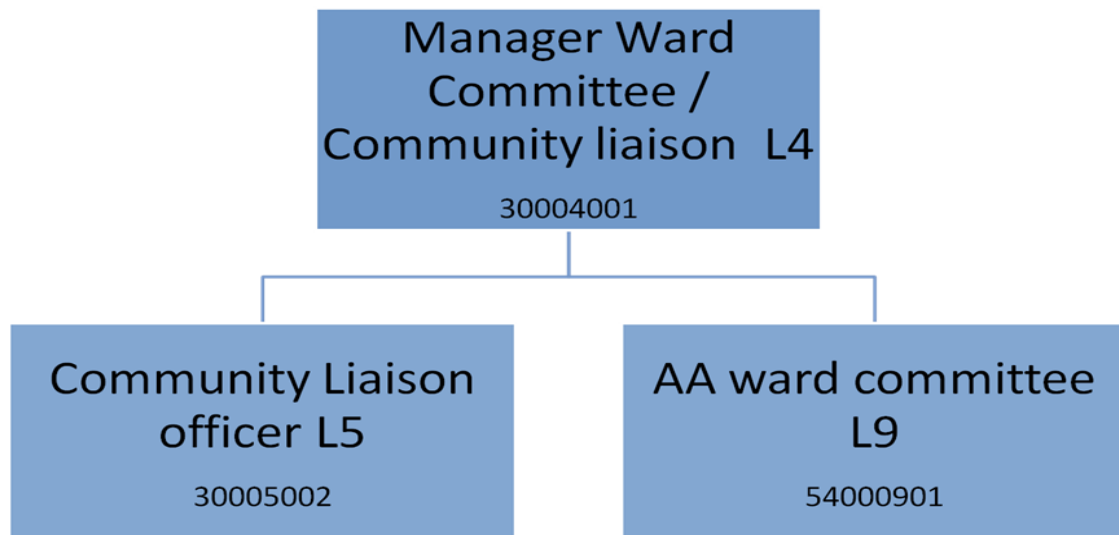 Manager Ward
Committee /
Community liaison  L4
30004001
Community Liaison
officer L5
30005002
AA ward committee
L9
54000901